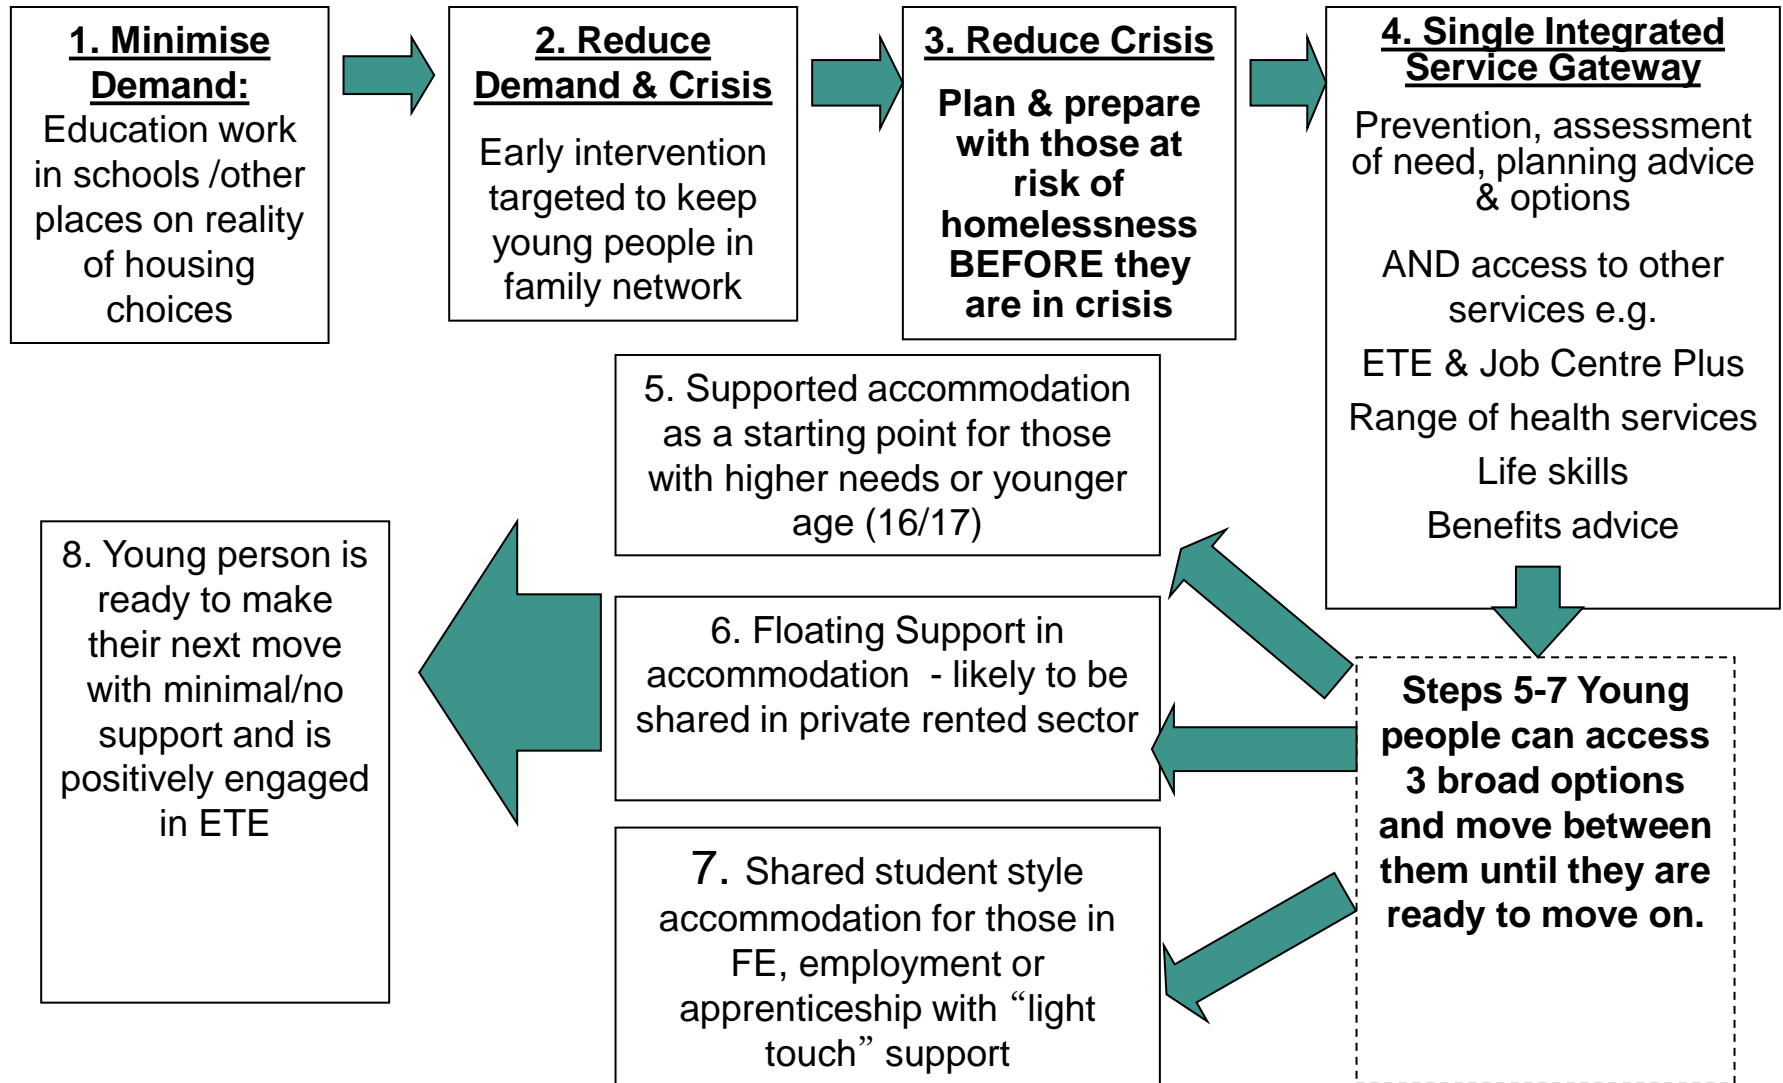 1. Minimise
Demand:
Education work
in schools /other
places on reality
of housing
choices
2. Reduce
Demand & Crisis
Early intervention
targeted to keep
young people in
family network
3. Reduce Crisis
Plan & prepare
with those at
risk of
homelessness
BEFORE they
are in crisis
4. Single Integrated
Service Gateway
Prevention, assessment
of need, planning advice
& options
AND access to other
services e.g.
ETE & Job Centre Plus
Range of health services
Life skills
Benefits advice
Steps 5-7 Young
people can access
3 broad options
and move between
them until they are
ready to move on.
5. Supported accommodation
as a starting point for those
with higher needs or younger
age (16/17)
6. Floating Support in
accommodation - likely to be
shared in private rented sector
7. Shared student style
accommodation for those in
FE, employment or
apprenticeship with “light
touch” support
8. Young person is
ready to make
their next move
with minimal/no
support and is
positively engaged
in ETE